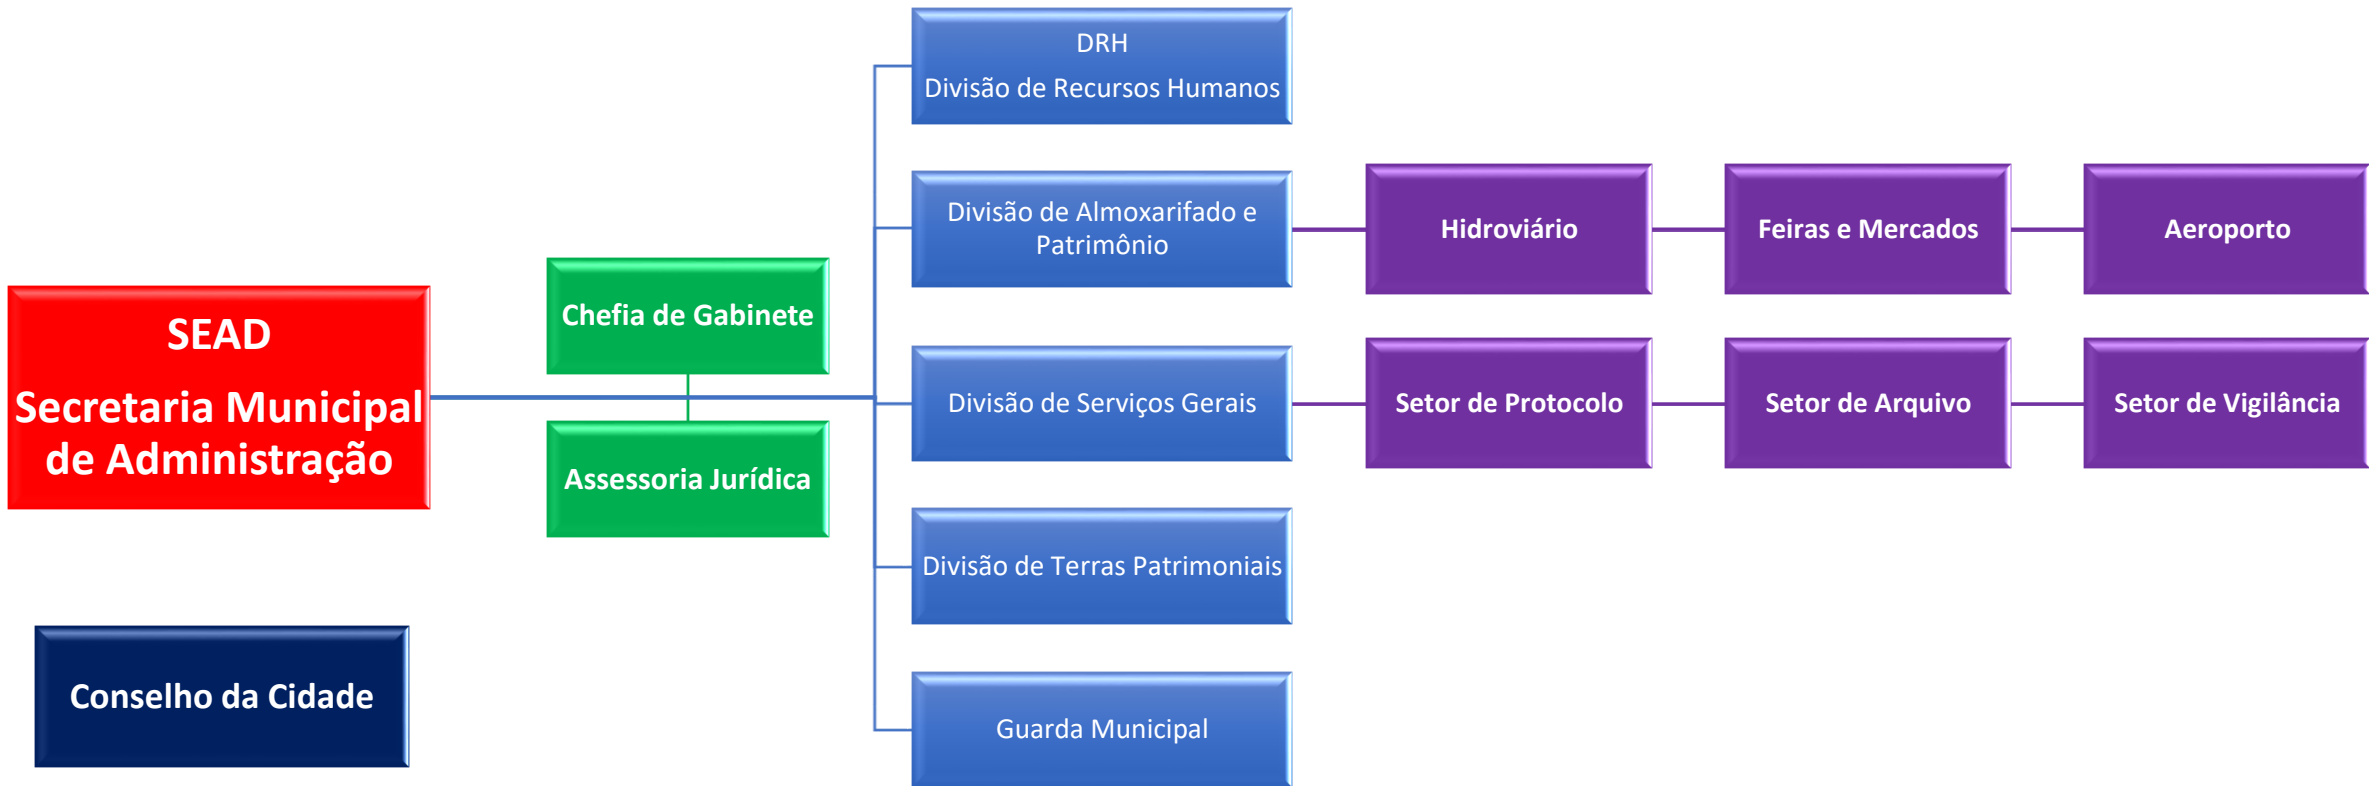 SEAD
Secretaria Municipal
de Administração
Conselho da Cidade
Chefia de Gabinete
Assessoria Jurídica
DRH
Divisão de Recursos Humanos
Divisão de Almoxarifado e
Patrimônio
Hidroviário
Feiras e Mercados
Aeroporto
Divisão de Serviços Gerais
Setor de Protocolo
Setor de Arquivo
Setor de Vigilância
Divisão de Terras Patrimoniais
Guarda Municipal